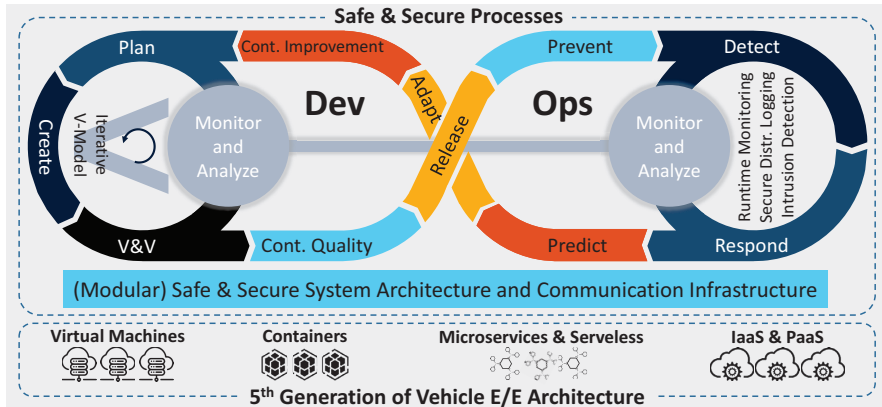 Safe & Secure Processes
Plan
Cont. Improvement
Prevent
Detect
Adapt
Dev
Ops
Create
Iterative
V-Model
Monitor
and
Analyze
Release
Monitor
and
Analyze
Runtime Monitoring
Secure Distr. Logging
Intrusion Detection
V&V
Cont. Quality
Predict
Respond
(Modular) Safe & Secure System Architecture and Communication Infrastructure
Virtual Machines
Containers
Microservices & Serveless
IaaS & PaaS
5th Generation of Vehicle E/E Architecture